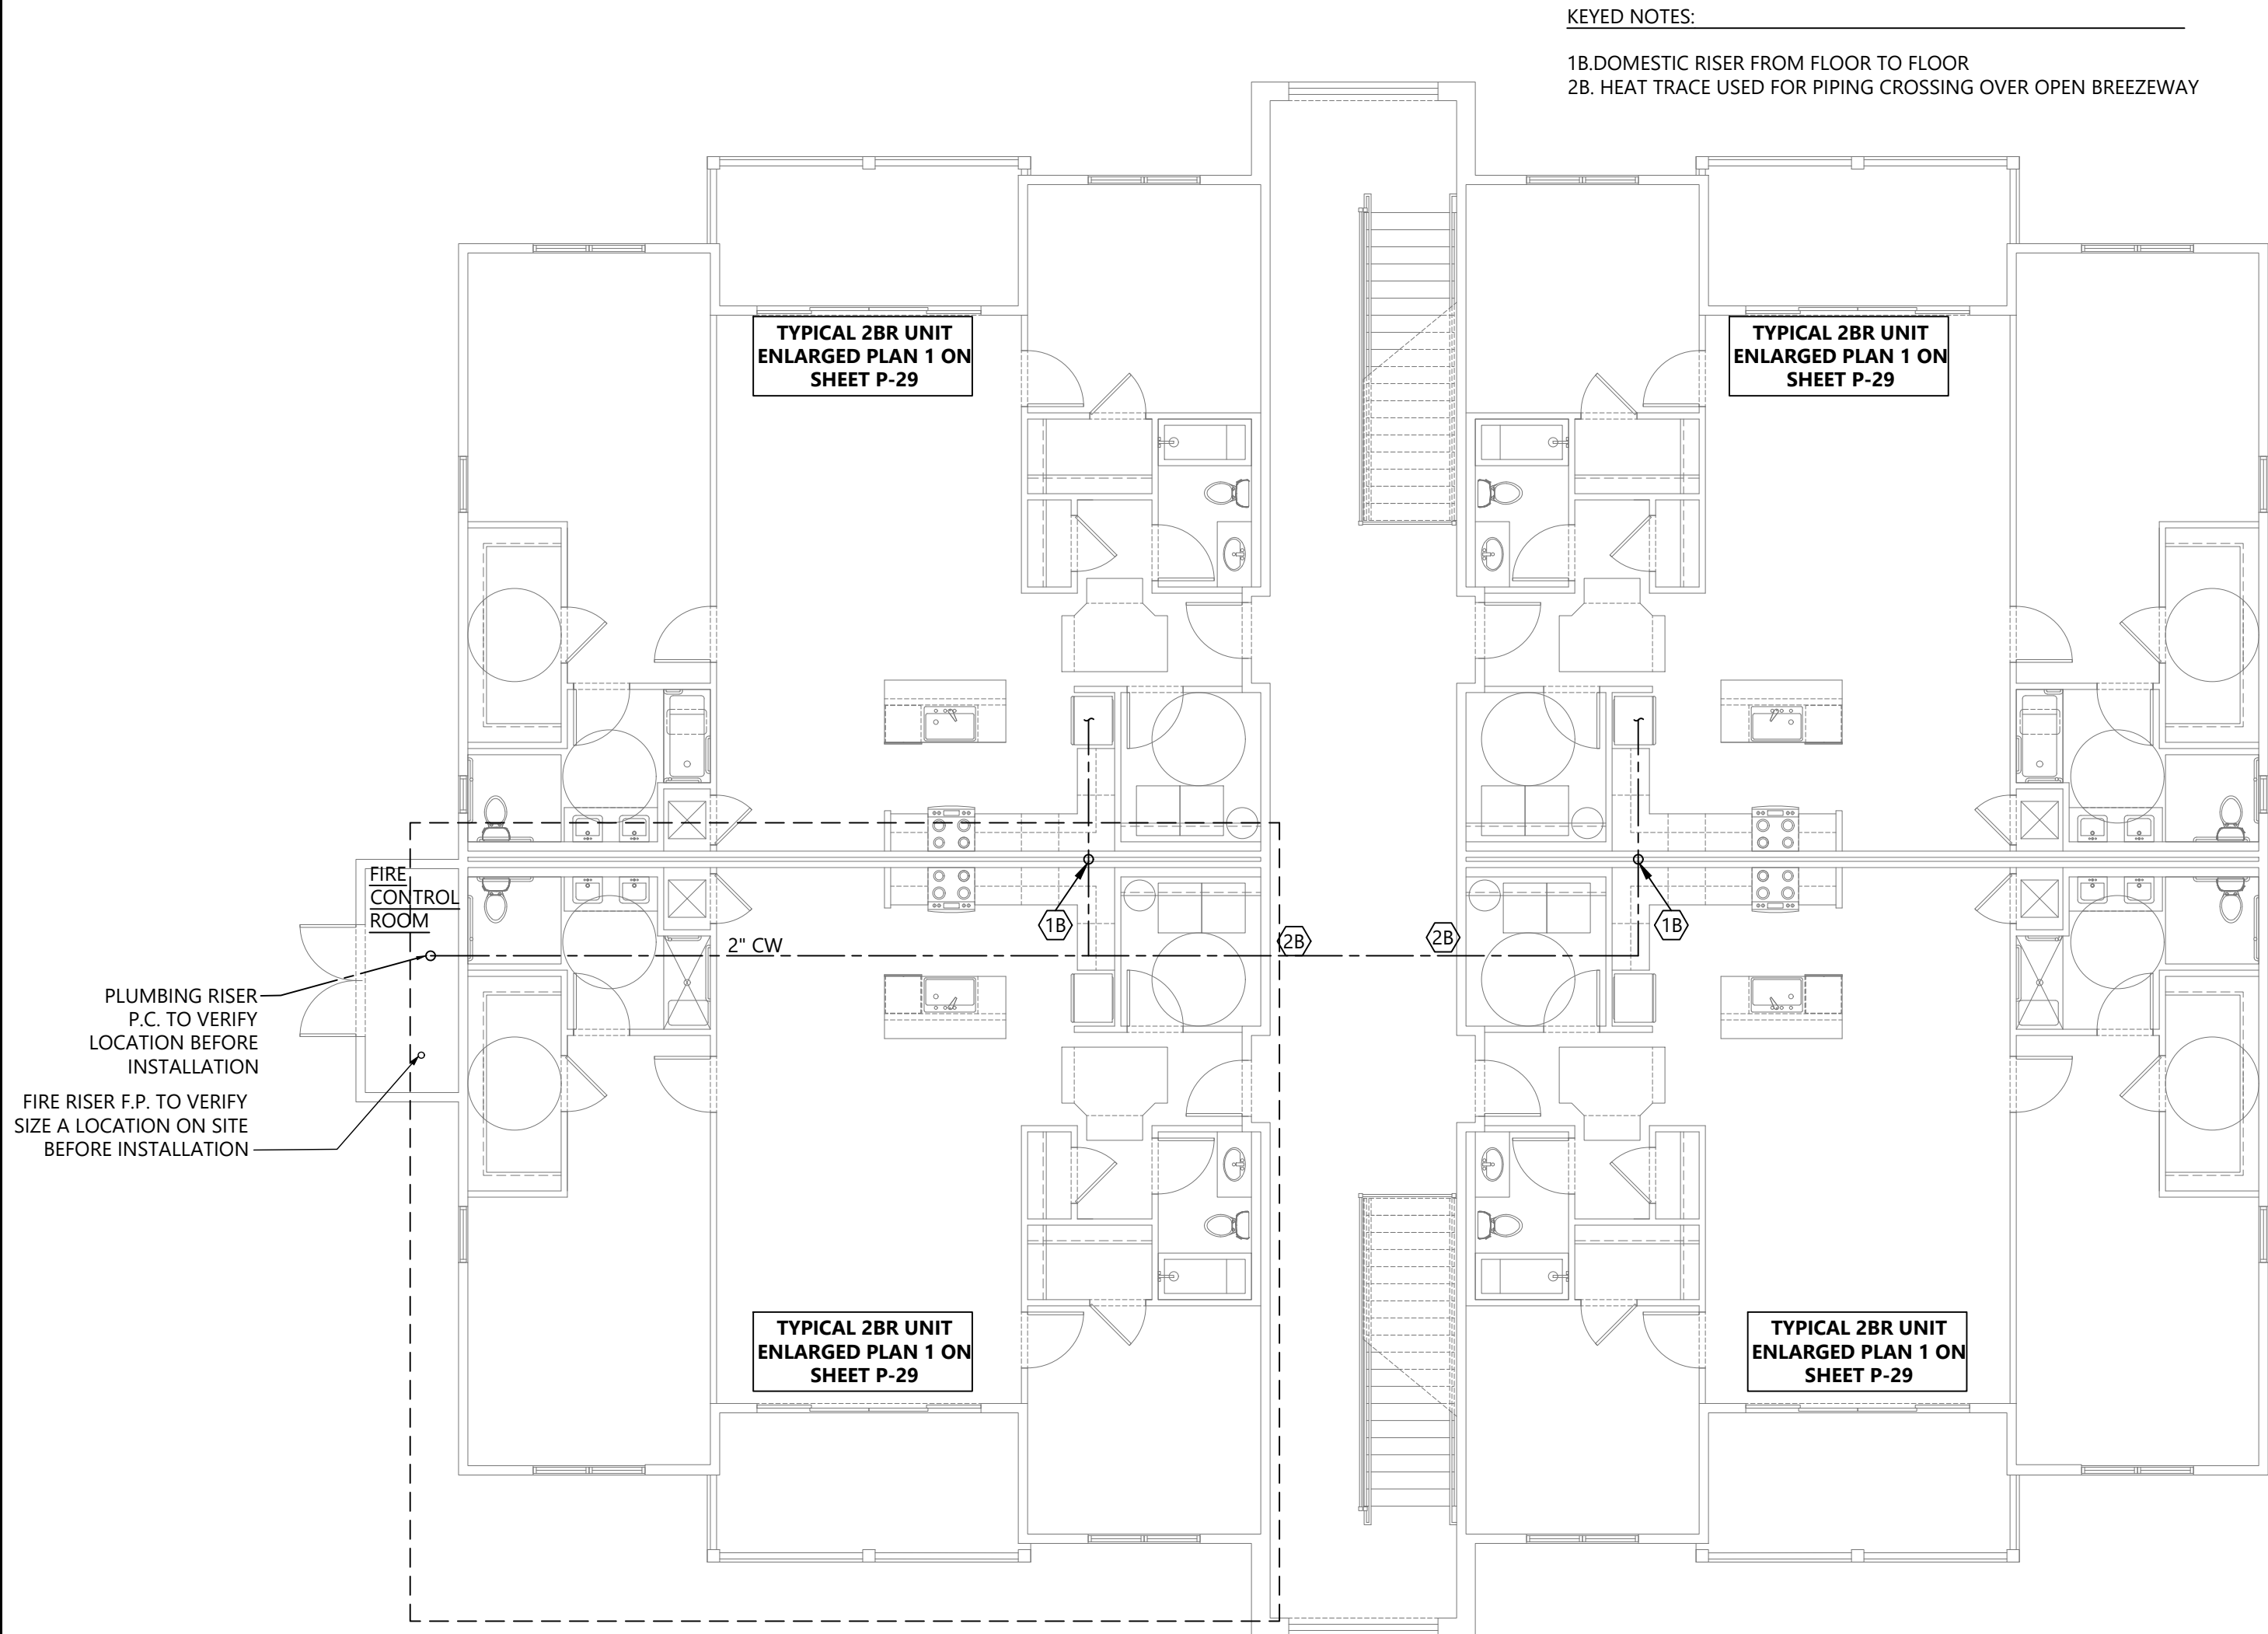 KEYED NOTES:
1B.DOMESTIC RISER FROM FLOOR TO FLOOR
2B. HEAT TRACE USED FOR PIPING CROSSING OVER OPEN BREEZEWAY
TYPICAL 2BR UNIT
ENLARGED PLAN 1 ON
SHEET P-29
TYPICAL 2BR UNIT
ENLARGED PLAN 1 ON
SHEET P-29
FIRE
CONTROL
ROOM
1B
1B
2" CW
2B
2B
PLUMBING RISER
P.C. TO VERIFY
LOCATION BEFORE
INSTALLATION
FIRE RISER F.P. TO VERIFY
SIZE A LOCATION ON SITE
BEFORE INSTALLATION
TYPICAL 2BR UNIT
ENLARGED PLAN 1 ON
SHEET P-29
TYPICAL 2BR UNIT
ENLARGED PLAN 1 ON
SHEET P-29